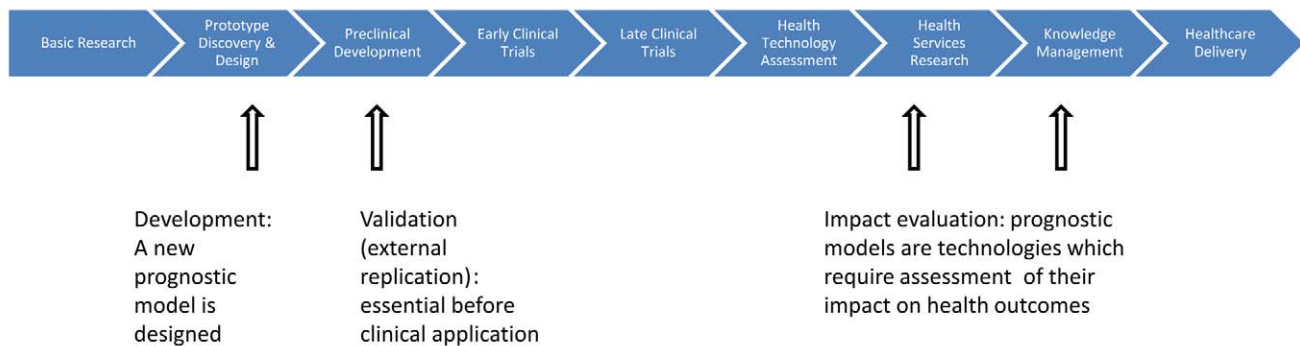 Basic Research
Prototype
Discovery &
Design
Preclinical
Development
Early Clinical
Trials
Late Clinical
Trials
Health
Technology
Assessment
Health
Services
Research
Knowledge
Management
Healthcare
Delivery
Development:
A new
prognostic
model is
designed
Validation
(external
replication):
essential before
clinical application
Impact evaluation: prognostic
models are technologies which
require assessment of their
impact on health outcomes